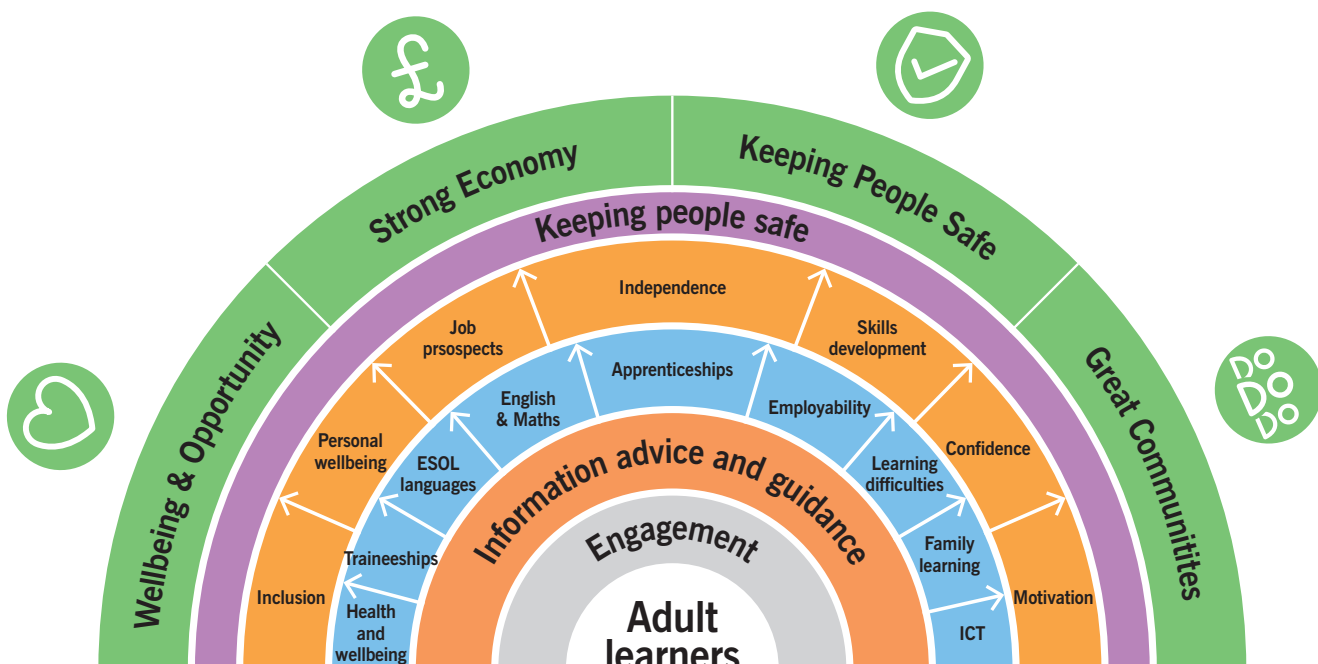 £
Strong Economy
Keeping People Safe
Wellbeing & Opportunity
Great Communitites
DO
DO
DO
Keeping people safe
Inclusion
Personal
wellbeing
Job
prsospects
Independence
Skills
development
Confidence
Motivation
Health
and
wellbeing
Traineeships
ESOL
languages
English
& Maths
Apprenticeships
Employability
Learning
difficulties
Family
learning
ICT
Information advice and guidance
Engagement
Adult
learners